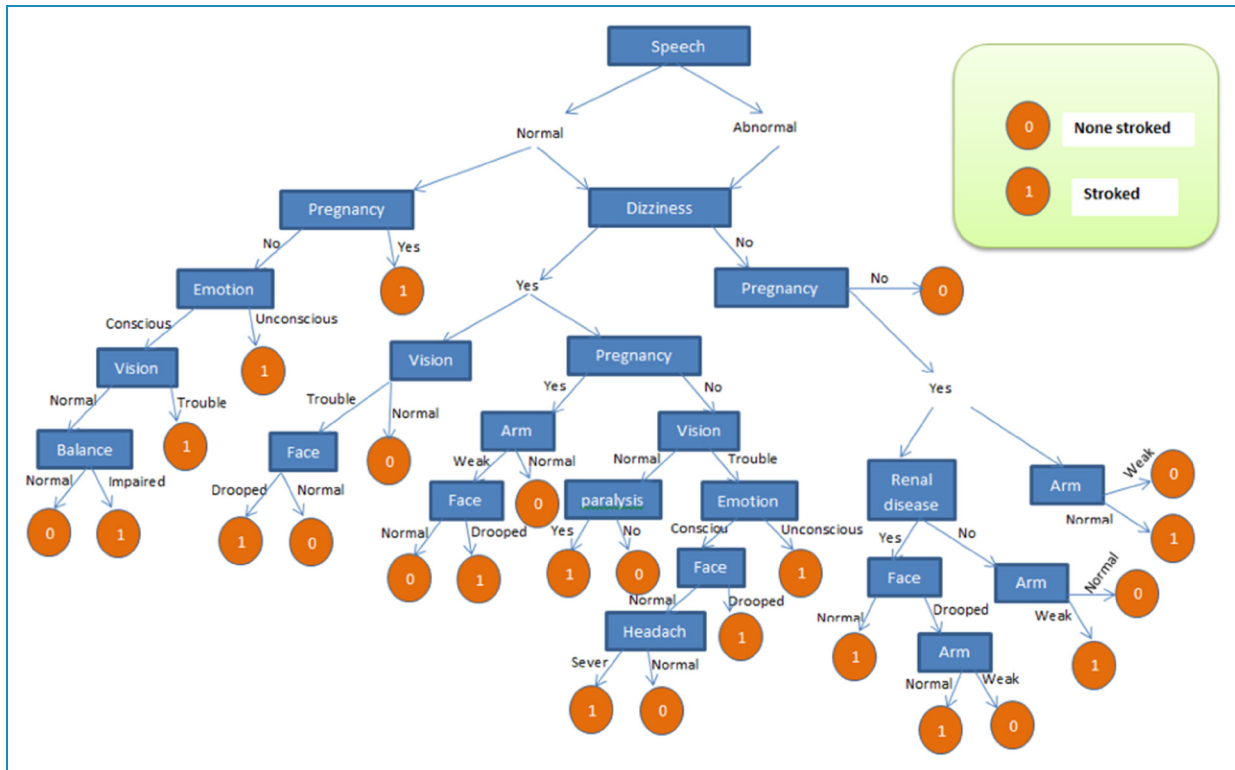 Speech
0 None stroked
1 Stroked
Normal Abnormal
Pregnancy Dizziness
No Yes No
Emotion 1 Yes Pregnancy No 0
Conscious Unconscious
Vision 1 Vision Pregnancy
Normal Trouble Trouble Normal Yes No Yes
Balance 1 Face 0 Arm Vision
Normal Impaired Drooped Normal Weak Normal Normal Trouble Renal disease Arm Weak 0
0 1 1 0 Face 0 paralysis Emotion Normal 1
Normal Drooped Yes No Consciou Unconscious Yes No
0 1 1 0 Face 1 Face Arm Normal 0
Normal Drooped Normal Drooped Weak
Headach 1 1 Arm 1
Sever Normal Normal Weak
1 0 1 0